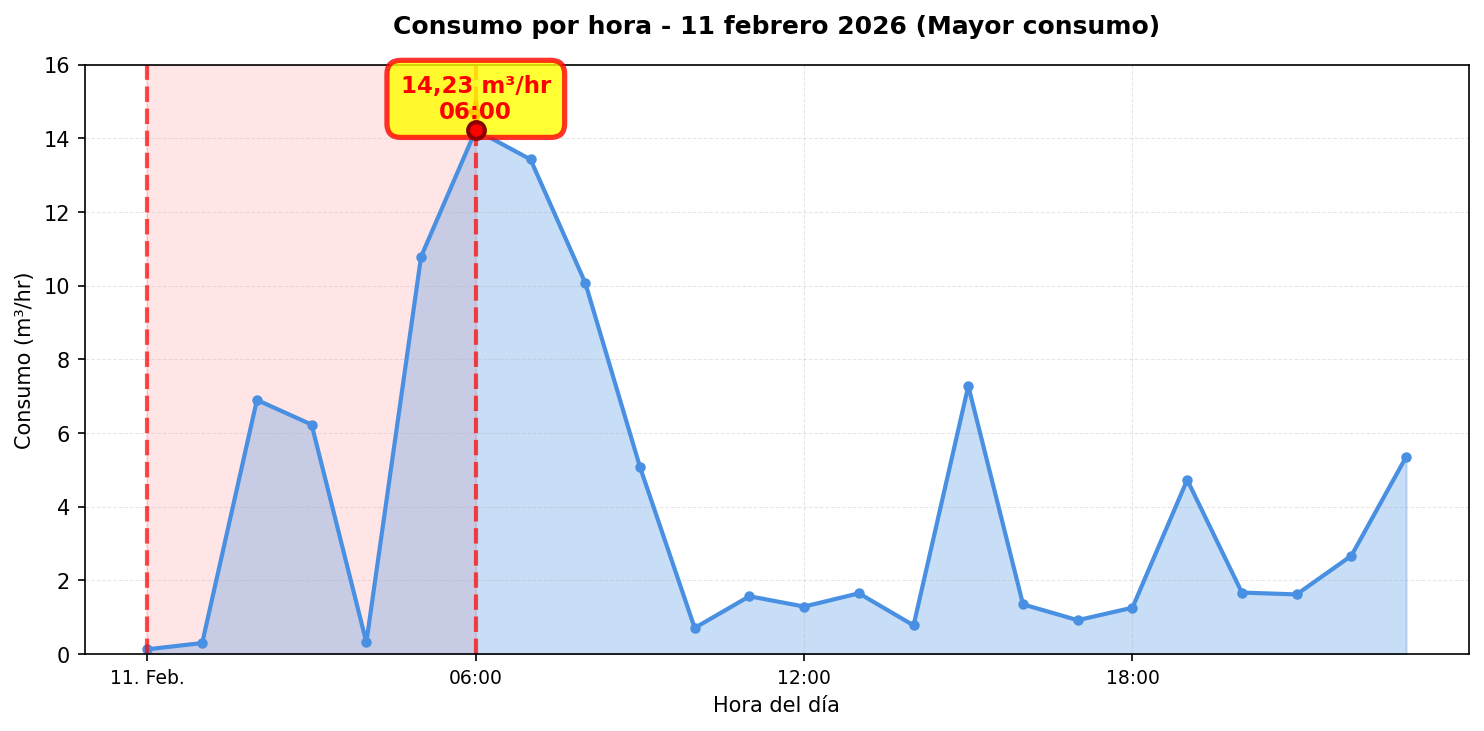 Consumo por hora - 11 febrero 2026 (Mayor consumo)
14,23 m³/hr
06:00
Consumo (m³/hr)
16
14
12
10
8
6
4
2
0
11. Feb.
06:00
12:00
18:00
Hora del día